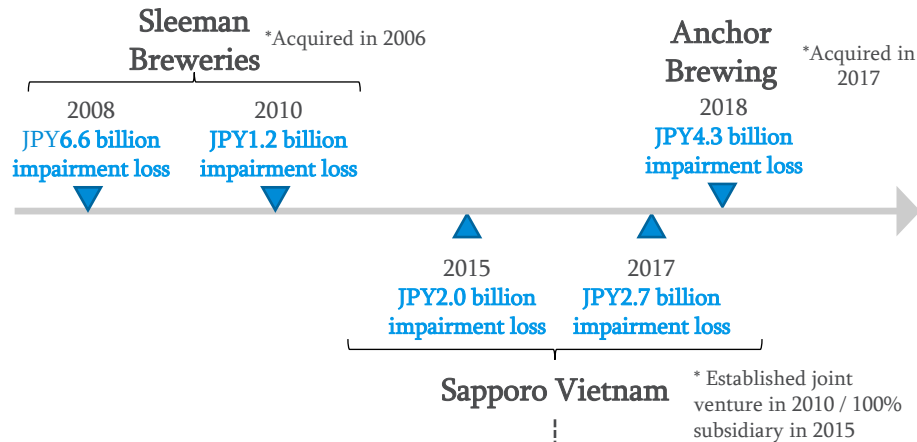 Sleeman
Breweries
*Acquired in 2006
2008
JPY6.6 billion
impairment loss
2010
JPY1.2 billion
impairment loss
Anchor
Brewing
*Acquired in
2017
2018
JPY4.3 billion
impairment loss
2015
JPY2.0 billion
impairment loss
2017
JPY2.7 billion
impairment loss
Sapporo Vietnam
* Established joint
venture in 2010 / 100%
subsidiary in 2015